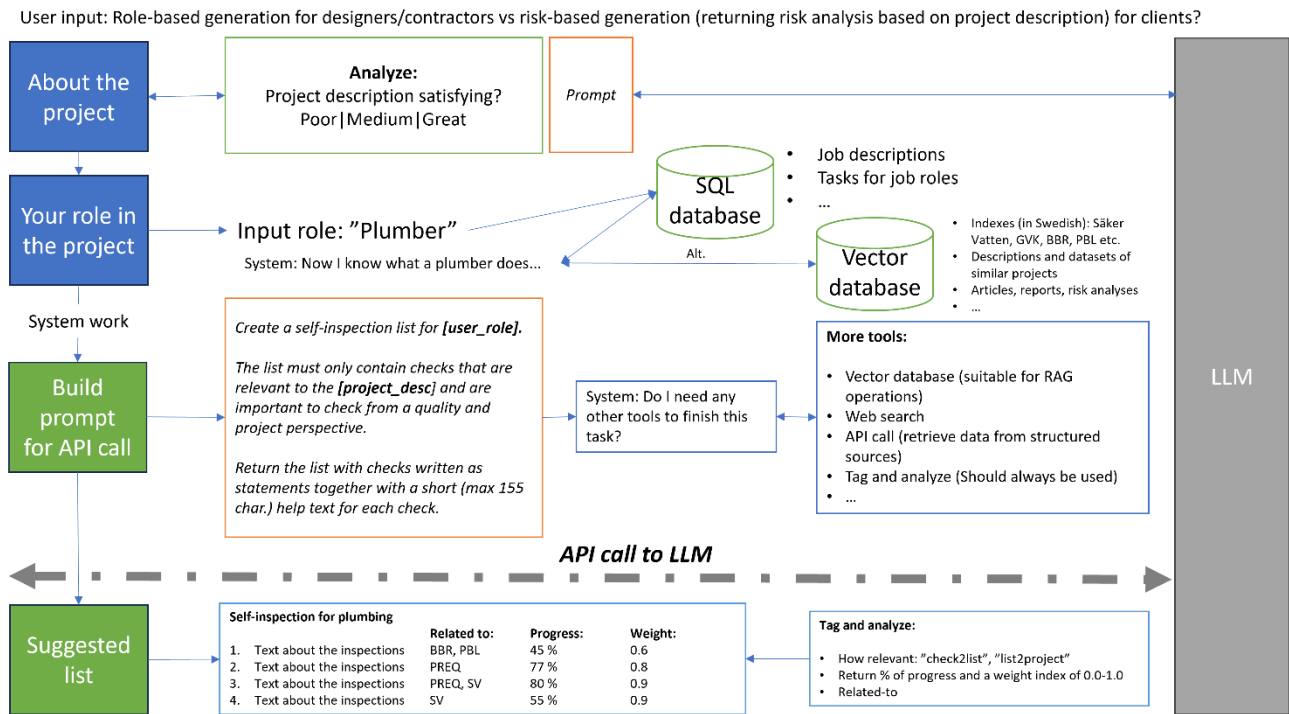 User input: Role-based generation for designers/contractors vs risk-based generation (returning risk analysis based on project description) for clients?
About the
project
Analyze:
Project description satisfying?
Poor|Medium|Great
Prompt
LLM
Your role in
the project
Input role: ”Plumber”
System: Now I know what a plumber does...
SQL
database
• Job descriptions
• Tasks for job roles
• ...
Alt.
Vector
database
• Indexes (in Swedish): Säker
Vatten, GVK, BBR, PBL etc.
• Descriptions and datasets of
similar projects
• Articles, reports, risk analyses
• ...
System work
Build
prompt
for API call
Create a self-inspection list for [user_role].
The list must only contain checks that are
relevant to the [project_desc] and are
important to check from a quality and
project perspective.
Return the list with checks written as
statements together with a short (max 155
char.) help text for each check.
System: Do I need any
other tools to finish this
task?
More tools:
• Vector database (suitable for RAG
operations)
• Web search
• API call (retrieve data from structured
sources)
• Tag and analyze (Should always be used)
• ...
API call to LLM
Suggested
list
Self-inspection for plumbing
Related to: Progress: Weight:
1. Text about the inspections BBR, PBL 45 % 0.6
2. Text about the inspections PREQ 77 % 0.8
3. Text about the inspections PREQ, SV 80 % 0.9
4. Text about the inspections SV 55 % 0.9
Tag and analyze:
• How relevant: ”check2list”, ”list2project”
• Return % of progress and a weight index of 0.0-1.0
• Related-to